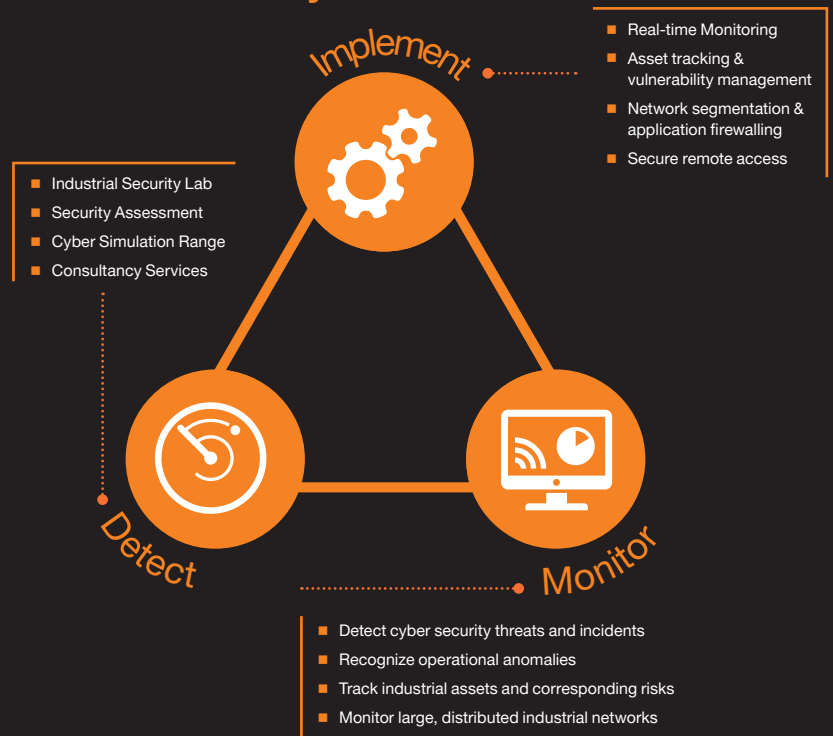 Implement
Real-time Monitoring
Asset tracking &
vulnerability management
Network segmentation &
application firewalling
Secure remote access
Industrial Security Lab
Security Assessment
Cyber Simulation Range
Consultancy Services
Detect
Monitor
Detect cyber security threats and incidents
Recognize operational anomalies
Track industrial assets and corresponding risks
Monitor large, distributed industrial networks